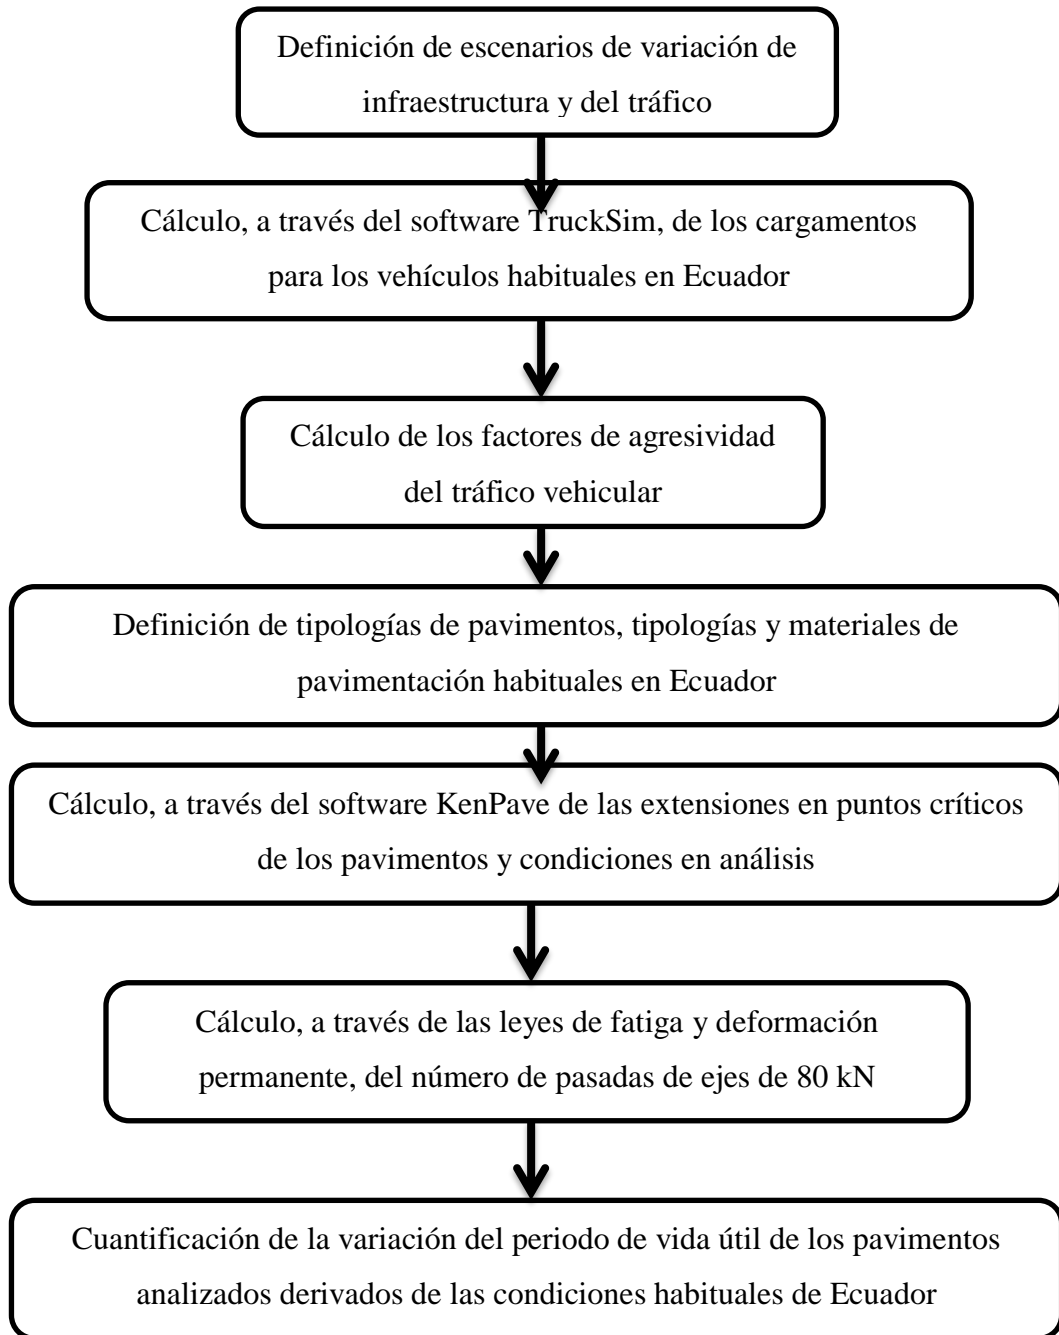 Definición de escenarios de variación de
infraestructura y del tráfico
Cálculo, a través del software TruckSim, de los cargamentos
para los vehículos habituales en Ecuador
Cálculo de los factores de agresividad
del tráfico vehicular
Definición de tipologías de pavimentos, tipologías y materiales de
pavimentación habituales en Ecuador
Cálculo, a través del software KenPave de las extensiones en puntos críticos
de los pavimentos y condiciones en análisis
Cálculo, a través de las leyes de fatiga y deformación
permanente, del número de pasadas de ejes de 80 kN
Cuantificación de la variación del periodo de vida útil de los pavimentos
analizados derivados de las condiciones habituales de Ecuador